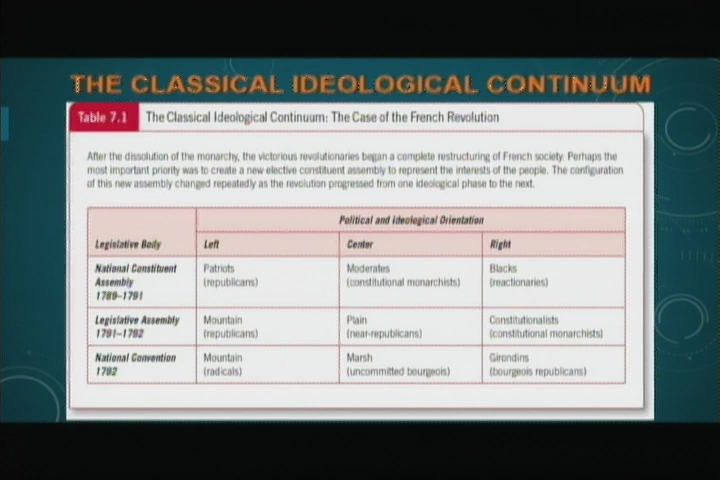 THE CLASSICAL IDEOLOGICAL CONTINUUM
Table 7.1 The Classical Ideological Continuum: The Case of the French Revolution
After the dissolution of the monarchy, the victorious revolutionaries began a complete restructuring of French society. Perhaps the
most important priority was to create a new elective constituent assembly to represent the interests of the people. The configuration
of this new assembly changed repeatedly as the revolution progressed from one ideological phase to the next.
Political and Ideological Orientation
Legislative Body Left Center Right
National Constituent Patriots Moderates Blacks
Assembly (republicans) (constitutional monarchists) (reactionaries)
1789–1791
Legislative Assembly Mountain Plain Constitutionalists
1791–1792 (republicans) (near-republicans) (constitutional monarchists)
National Convention Mountain Marsh Girondins
1792 (radicals) (uncommitted bourgeois) (bourgeois republicans)